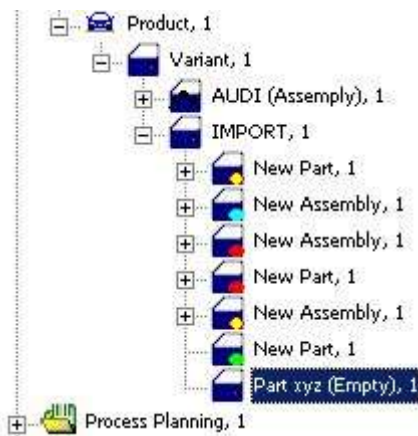 Product, 1
Variant, 1
AUDI (Assemply), 1
IMPORT, 1
New Part, 1
New Assembly, 1
New Assembly, 1
New Part, 1
New Assembly, 1
New Part, 1
Part xyz (Empty), 1
Process Planning, 1